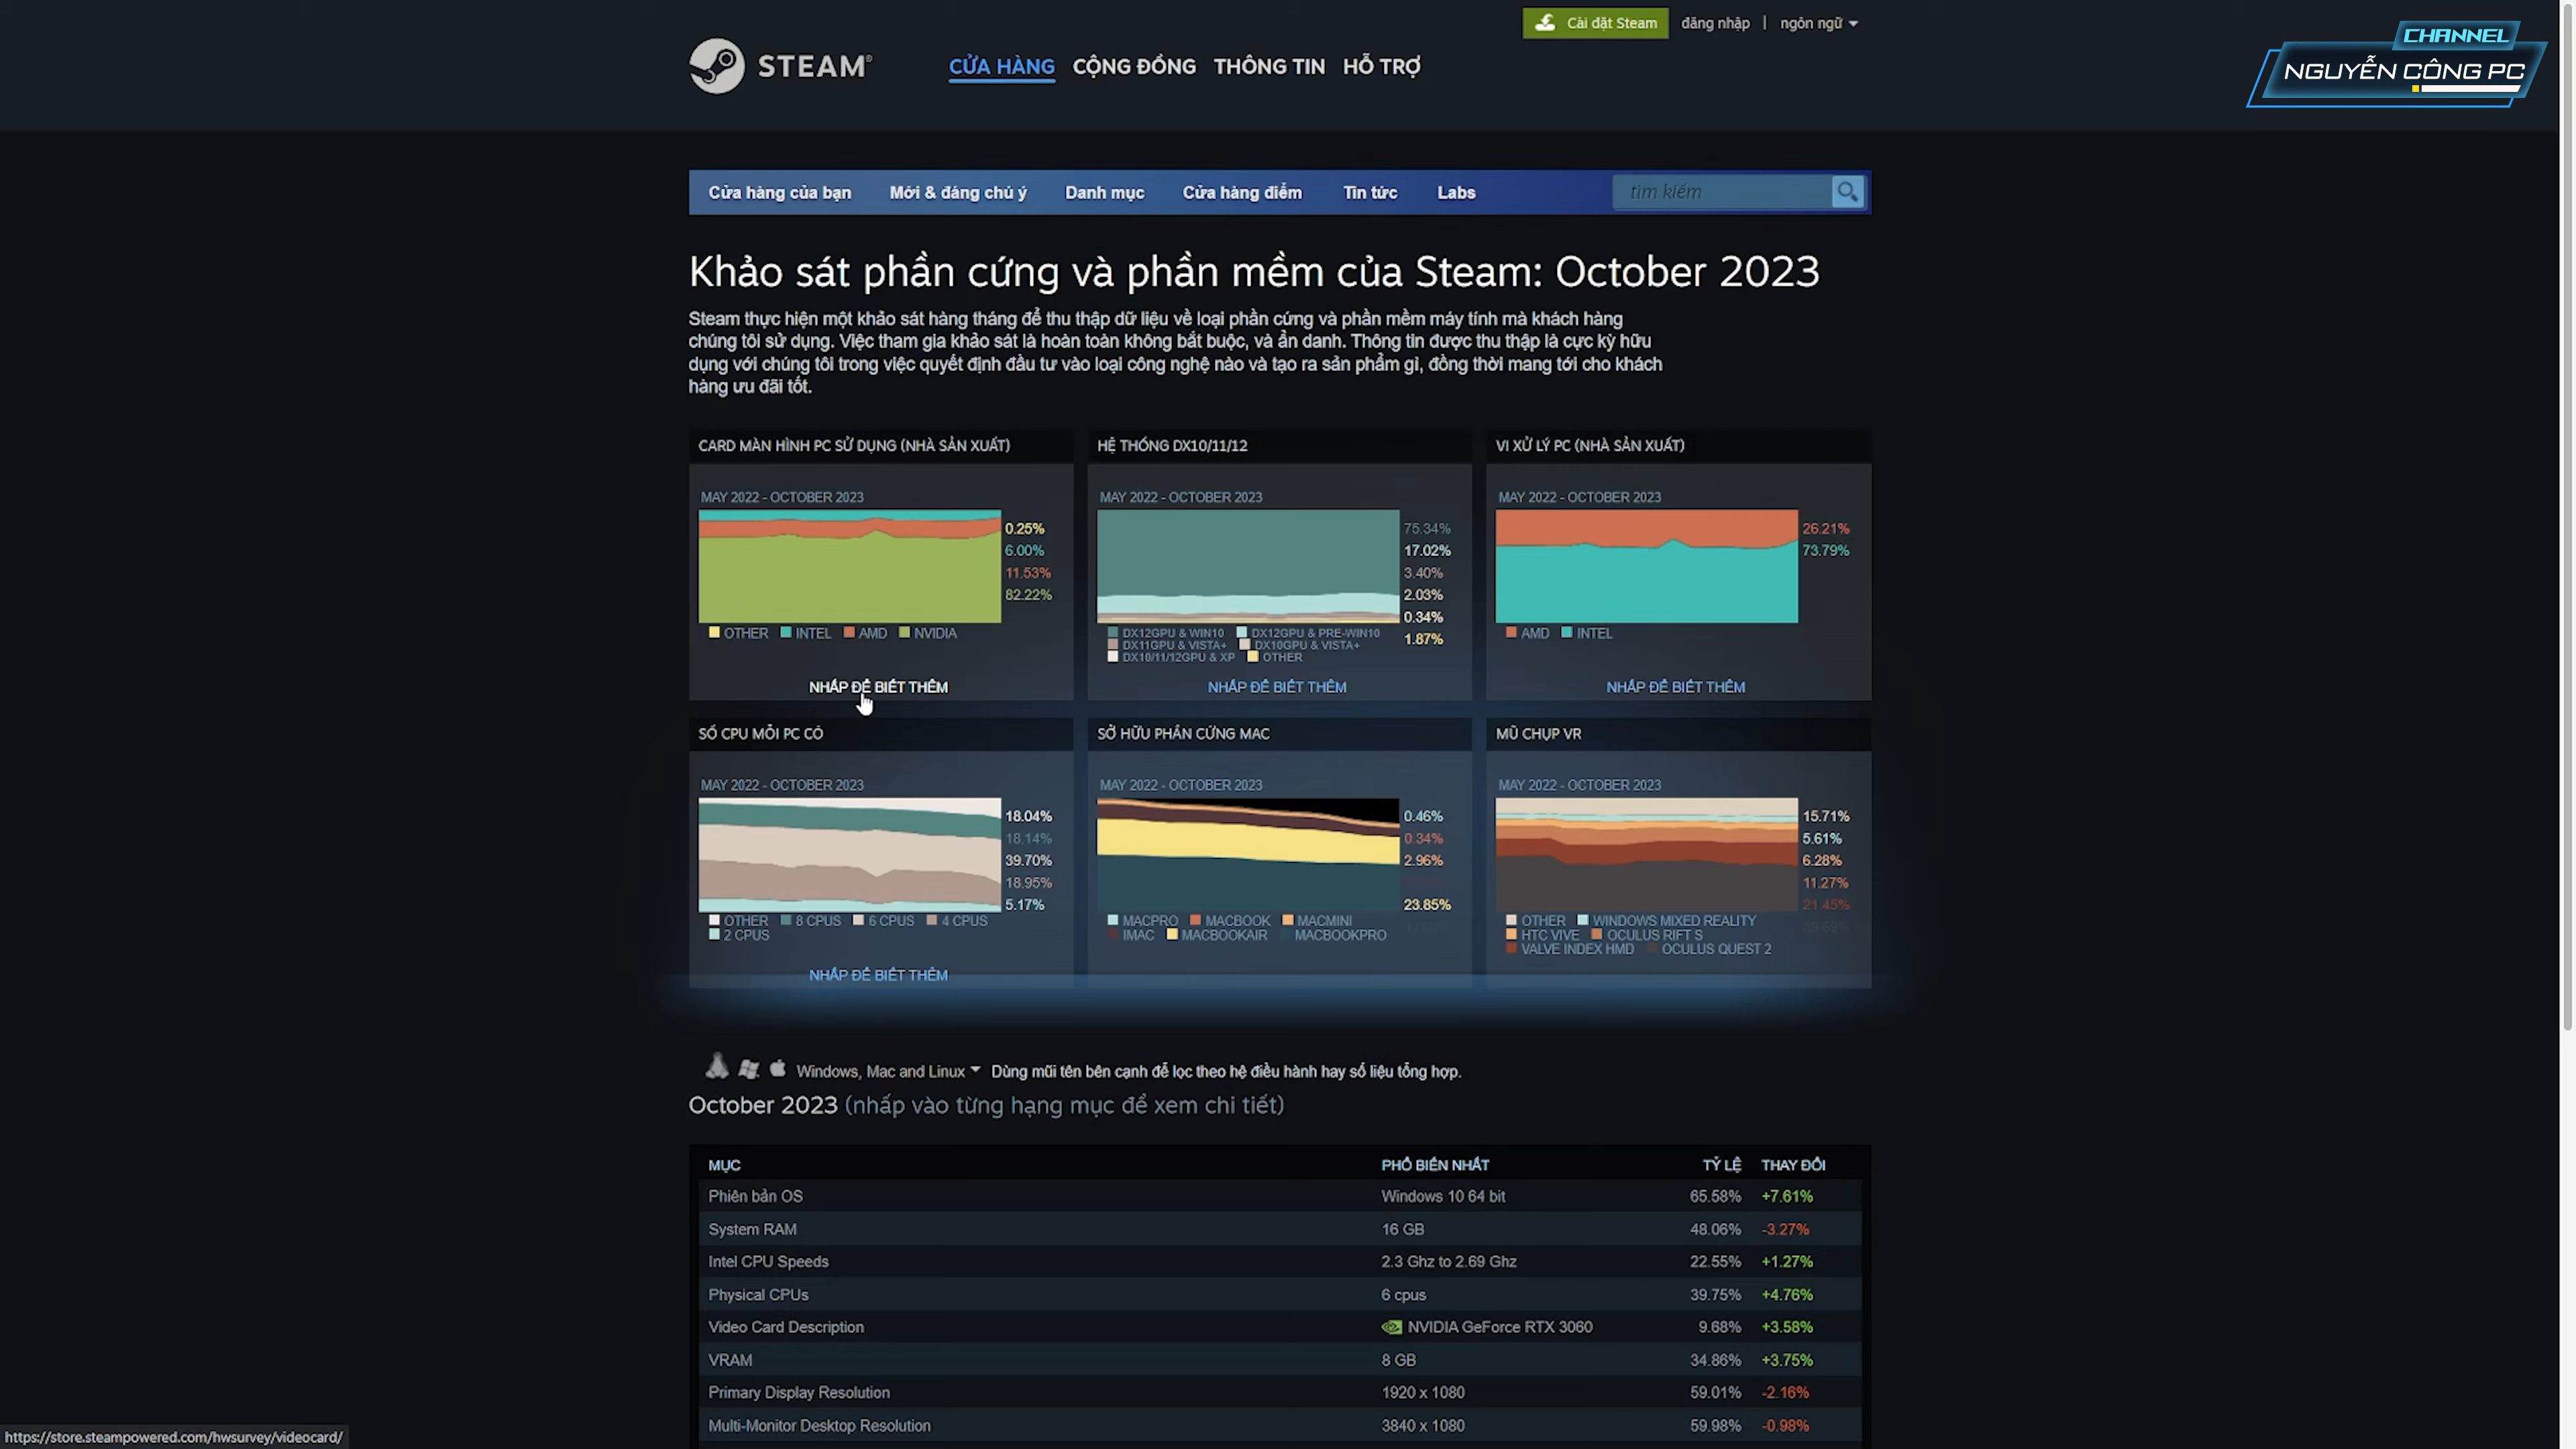 Cài đặt Steam
đăng nhập | ngôn ngữ
CHANNEL
NGUYỄN CÔNG PC
STEAM®
CỬA HÀNG CỘNG ĐỒNG THÔNG TIN HỖ TRỢ
Cửa hàng của bạn Mới & đáng chú ý Danh mục Cửa hàng điểm Tin tức Labs tìm kiếm
Khảo sát phần cứng và phần mềm của Steam: October 2023
Steam thực hiện một khảo sát hàng tháng để thu thập dữ liệu về loại phần cứng và phần mềm máy tính mà khách hàng
chúng tôi sử dụng. Việc tham gia khảo sát là hoàn toàn không bắt buộc, và ẩn danh. Thông tin được thu thập là cực kỳ hữu
dụng với chúng tôi trong việc quyết định đầu tư vào loại công nghệ nào và tạo ra sản phẩm gì, đồng thời mang tới cho khách
hàng ưu đãi tốt.
CARD MÀN HÌNH PC SỬ DỤNG (NHÀ SẢN XUẤT)
MAY 2022 - OCTOBER 2023
0.25%
6.00%
11.53%
82.22%
OTHER INTEL AMD NVIDIA
NHẤP ĐỂ BIẾT THÊM
HỆ THỐNG DX10/11/12
MAY 2022 - OCTOBER 2023
75.34%
17.02%
3.40%
2.03%
0.34%
1.87%
DX12GPU & WIN10 DX12GPU & PRE-WIN10
DX11GPU & VISTA+ DX10GPU & VISTA+
DX10/11/12GPU & XP OTHER
NHẤP ĐỂ BIẾT THÊM
VI XỬ LÝ PC (NHÀ SẢN XUẤT)
MAY 2022 - OCTOBER 2023
26.21%
73.79%
AMD INTEL
NHẤP ĐỂ BIẾT THÊM
SỐ CPU MỖI PC CÓ
MAY 2022 - OCTOBER 2023
18.04%
18.14%
39.70%
18.95%
5.17%
OTHER 8 CPUS 6 CPUS 4 CPUS
2 CPUS
NHẤP ĐỂ BIẾT THÊM
SỞ HỮU PHẦN CỨNG MAC
MAY 2022 - OCTOBER 2023
0.46%
0.34%
2.96%
23.85%
MACPRO MACBOOK MACMINI
IMAC MACBOOKAIR MACBOOKPRO
MŨ CHỤP VR
MAY 2022 - OCTOBER 2023
15.71%
5.61%
6.28%
11.27%
21.45%
OTHER WINDOWS MIXED REALITY
HTC VIVE OCULUS RIFT S
VALVE INDEX HMD OCULUS QUEST 2
Windows, Mac and Linux Dùng mũi tên bên cạnh để lọc theo hệ điều hành hay số liệu tổng hợp.
October 2023 (nhấp vào từng hạng mục để xem chi tiết)
MỤC PHỔ BIẾN NHẤT TỶ LỆ THAY ĐỔI
Phiên bản OS Windows 10 64 bit 65.58% +7.61%
System RAM 16 GB 48.06% -3.27%
Intel CPU Speeds 2.3 Ghz to 2.69 Ghz 22.55% +1.27%
Physical CPUs 6 cpus 39.75% +4.76%
Video Card Description NVIDIA GeForce RTX 3060 9.68% +3.58%
VRAM 8 GB 34.86% +3.75%
Primary Display Resolution 1920 x 1080 59.01% -2.16%
Multi-Monitor Desktop Resolution 3840 x 1080 59.98% -0.98%
https://store.steampowered.com/hwsurvey/videocard/